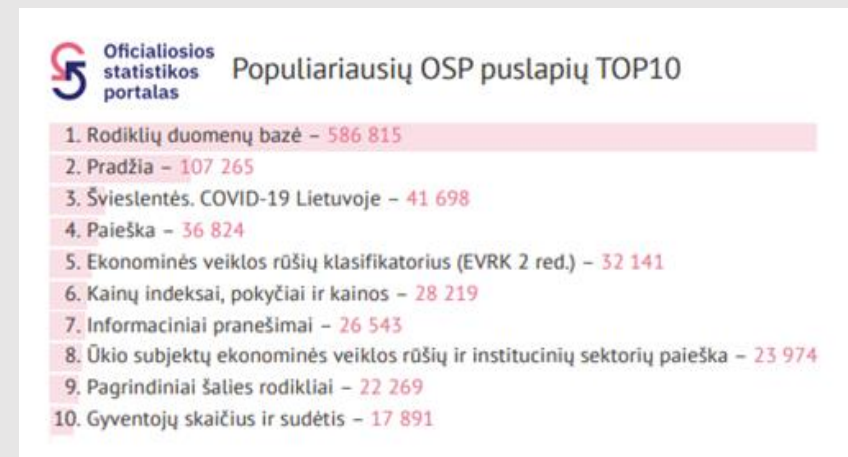 Oficialiosios
statistikos
portalas
Populiariausių OSP puslapių TOP10
1. Rodiklių duomenų bazė – 586 815
2. Pradžia – 107 265
3. Švieslentės. COVID-19 Lietuvoje – 41 698
4. Paieška – 36 824
5. Ekonominės veiklos rūšių klasifikatorius (EVRK 2 red.) – 32 141
6. Kainų indeksai, pokyčiai ir kainos – 28 219
7. Informaciniai pranešimai – 26 543
8. Ūkio subjektų ekonominės veiklos rūšių ir institucinių sektorių paieška – 23 974
9. Pagrindiniai šalies rodikliai – 22 269
10. Gyventojų skaičius ir sudėtis – 17 891